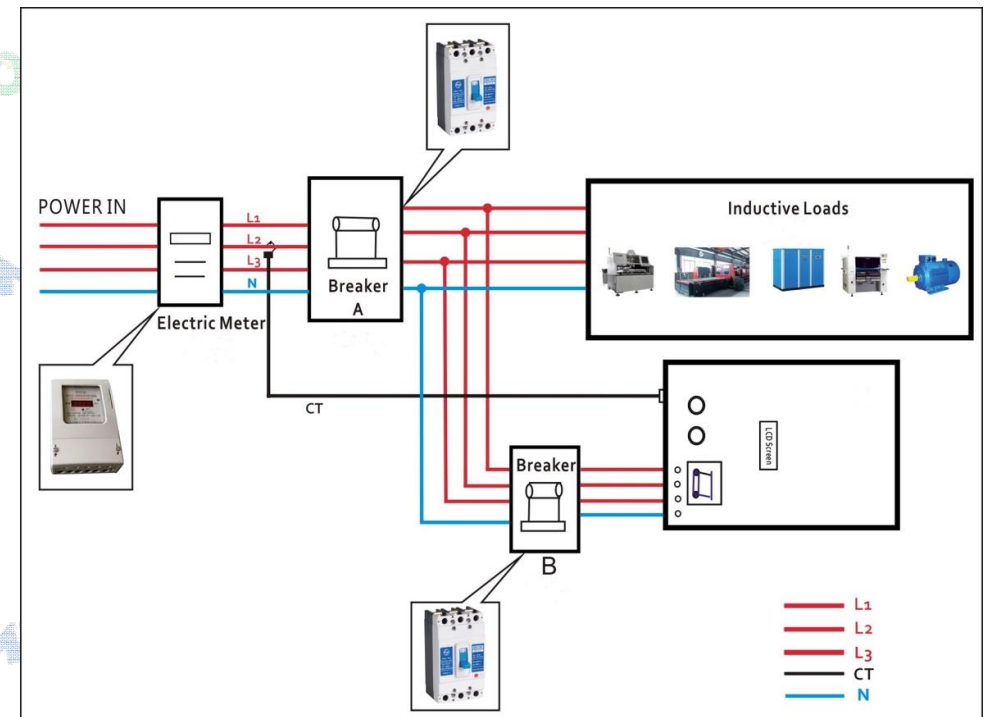 POWER IN
L1
L2
L3
N
Electric Meter
Breaker
A
Inductive Loads
CT
LCD Screen
Breaker
B
L1
L2
L3
CT
N